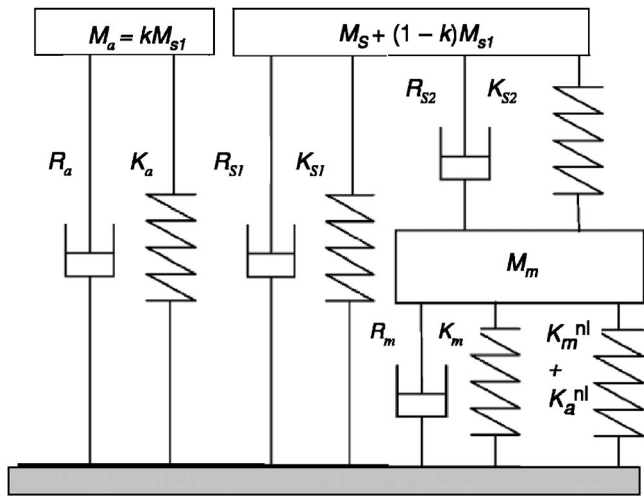 Mₐ = kMₛ₁
Mₛ + (1 – k)Mₛ₁
Rₛ₂ Kₛ₂
Rₐ Kₐ Rₛ₁ Kₛ₁
Mₘ
Rₘ Kₘ Kₘⁿˡ
+
Kₐⁿˡ